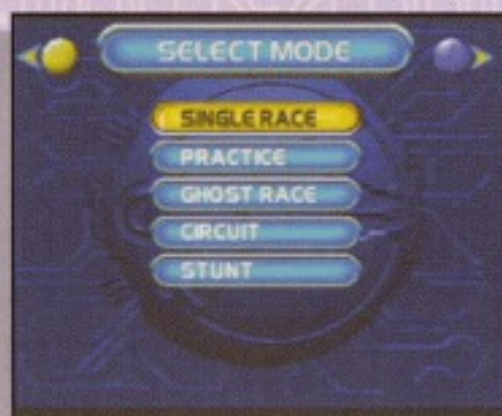 SELECT MODE
SINGLE RACE
PRACTICE
GHOST RACE
CIRCUIT
STUNT